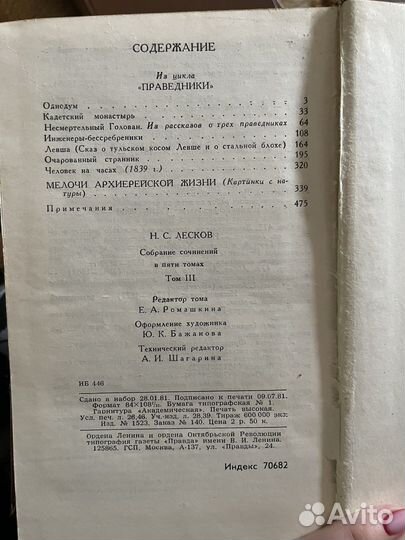 СОДЕРЖАНИЕ
Из цикла
«ПРАВЕДНИКИ»
Однодум 3
Кадетский монастырь 33
Несмертельный Голован. Из рассказов о трех праведниках 64
Инженеры-бессребреники 108
Левша (Сказ о тульском косом Левше и о стальной блохе) 164
Очарованный странник 195
Человек на часах (1839 г.) 320
МЕЛОЧИ АРХИЕРЕЙСКОЙ ЖИЗНИ (Картинки с на-
туры) 339
Примечания 475
Н. С. ЛЕСКОВ
Собрание сочинений
в пяти томах
Том III
Редактор тома
Е. А. Ромашкина
Оформление художника
Ю. К. Бажанова
Технический редактор
А. И. Шагарина
ИБ 446
Сдано в набор 28.01.81. Подписано к печати 09.07.81.
Формат 84×108¹/₃₂. Бумага типографская № 1.
Гарнитура «Академическая». Печать высокая.
Усл. печ. л. 26,46. Уч.-изд. л. 28,39. Тираж 600 000 экз.
Изд. № 1523. Заказ № 140. Цена 2 р. 50 к.
Ордена Ленина и ордена Октябрьской Революции
типография газеты «Правда» имени В. И. Ленина.
125865. ГСП, Москва, А-137, ул. «Правды», 24.
Индекс 70682
Avito